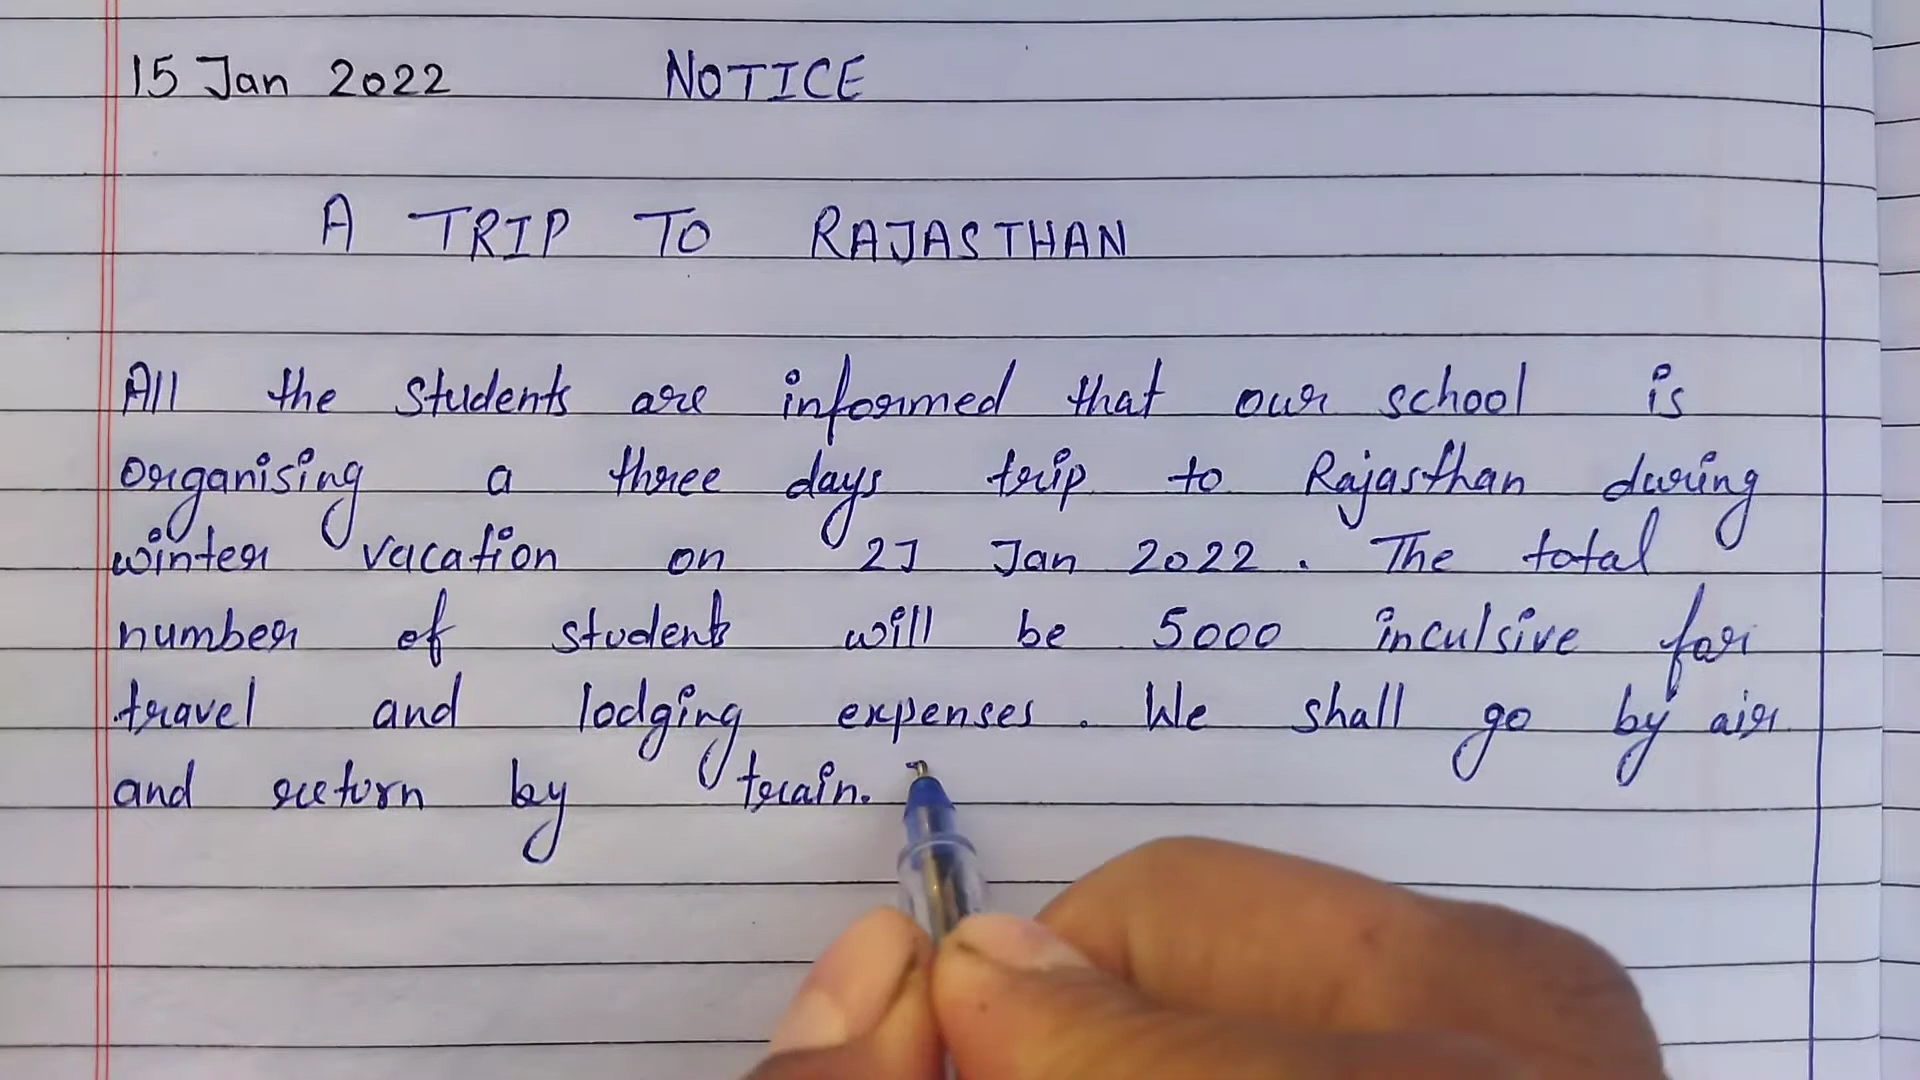 15 Jan 2022 NOTICE
A TRIP TO RAJASTHAN
All the students are informed that our school is
organising a three days trip to Rajasthan during
winter vacation on 21 Jan 2022. The total
number of students will be 5000 inculsive for
travel and lodging expenses. We shall go by air
and return by train.